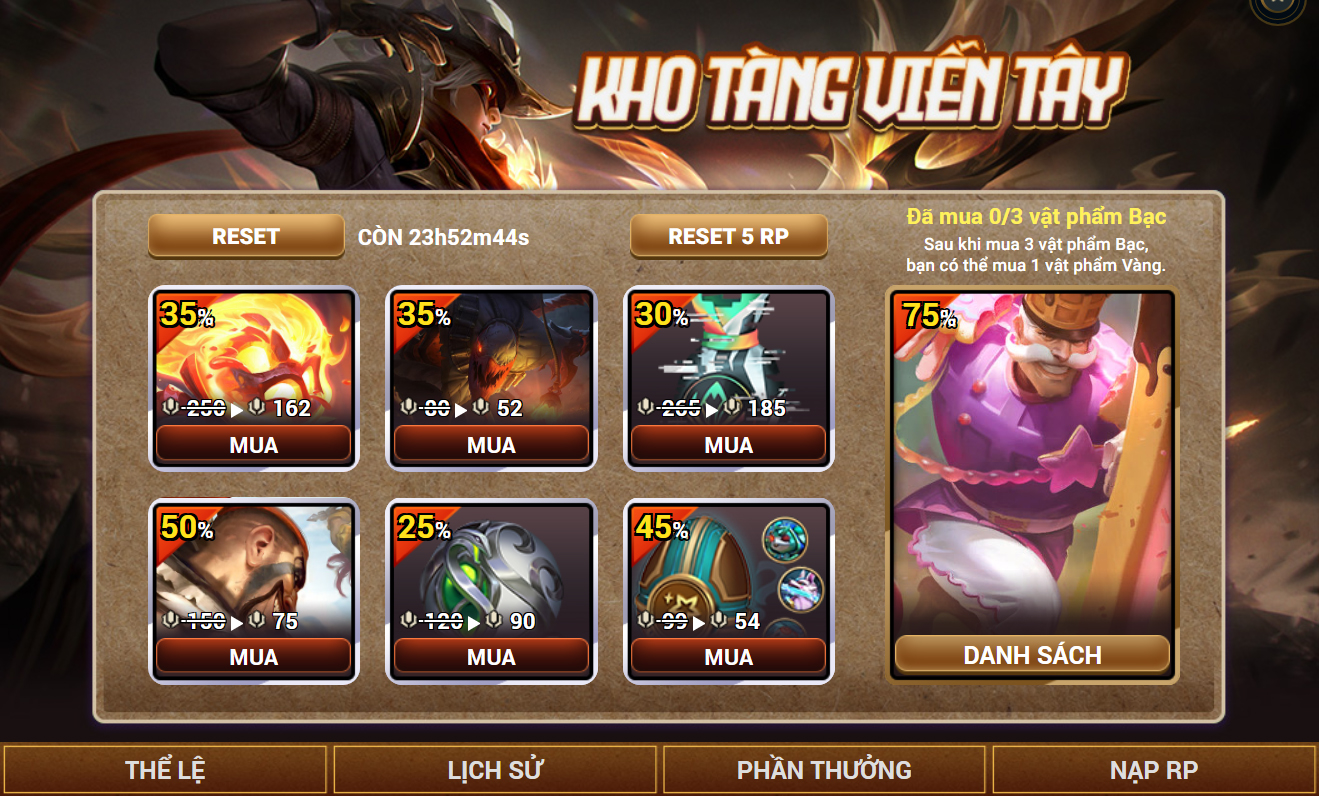 KHO TÀNG VIỄN TÂY
RESET
CÒN 23h52m44s
RESET 5 RP
Đã mua 0/3 vật phẩm Bạc
Sau khi mua 3 vật phẩm Bạc,
bạn có thể mua 1 vật phẩm Vàng.
35%
250 ▶ 162
MUA
35%
80 ▶ 52
MUA
30%
265 ▶ 185
MUA
75%
DANH SÁCH
50%
150 ▶ 75
MUA
25%
120 ▶ 90
MUA
45%
99 ▶ 54
MUA
THỂ LỆ
LỊCH SỬ
PHẦN THƯỞNG
NẠP RP